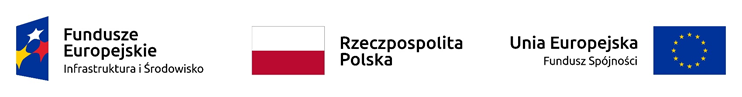 Fundusze
Europejskie
Infrastruktura i Środowisko
Rzeczpospolita
Polska
Unia Europejska
Fundusz Spójności